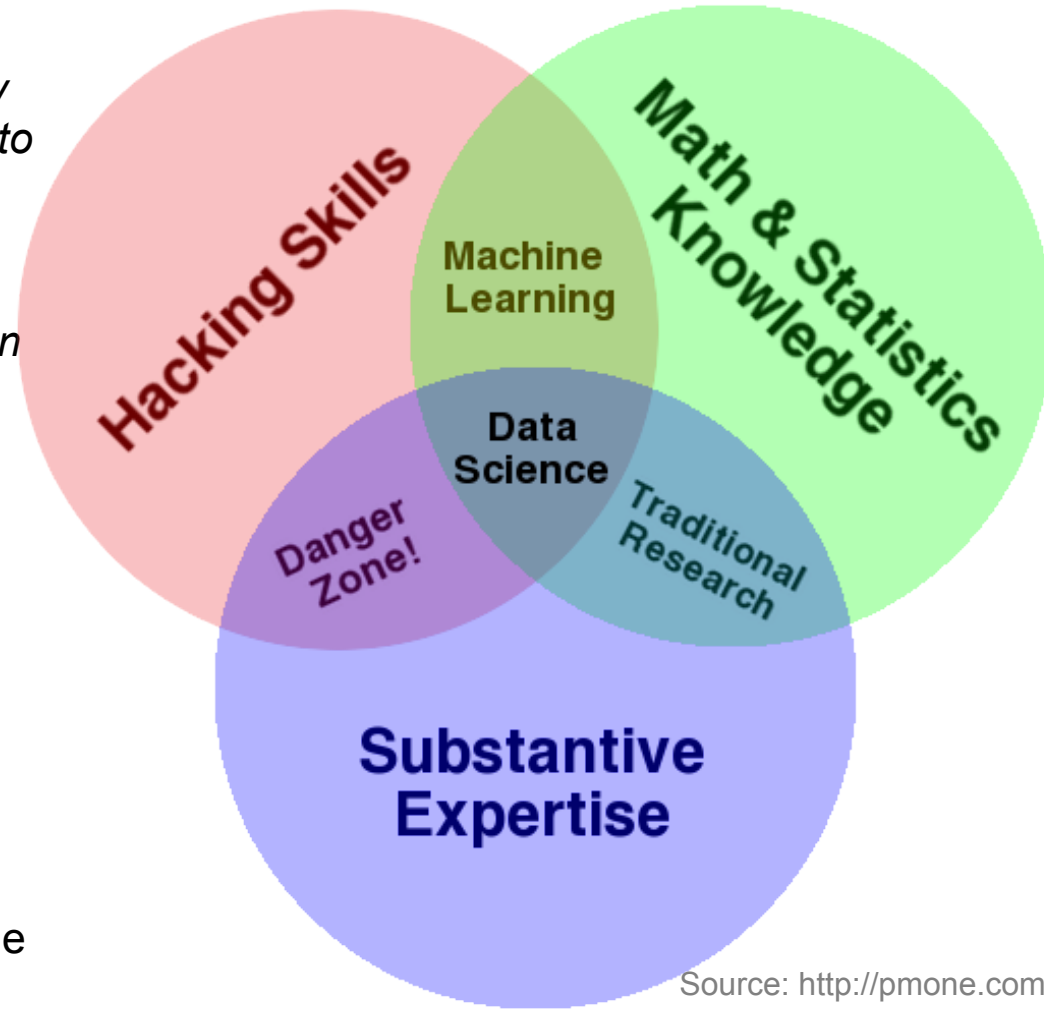 to
n
Hacking Skills
Math & Statistics
Knowledge
Machine
Learning
Data
Science
Danger
Zone!
Traditional
Research
Substantive
Expertise
e
Source: http://pmone.com